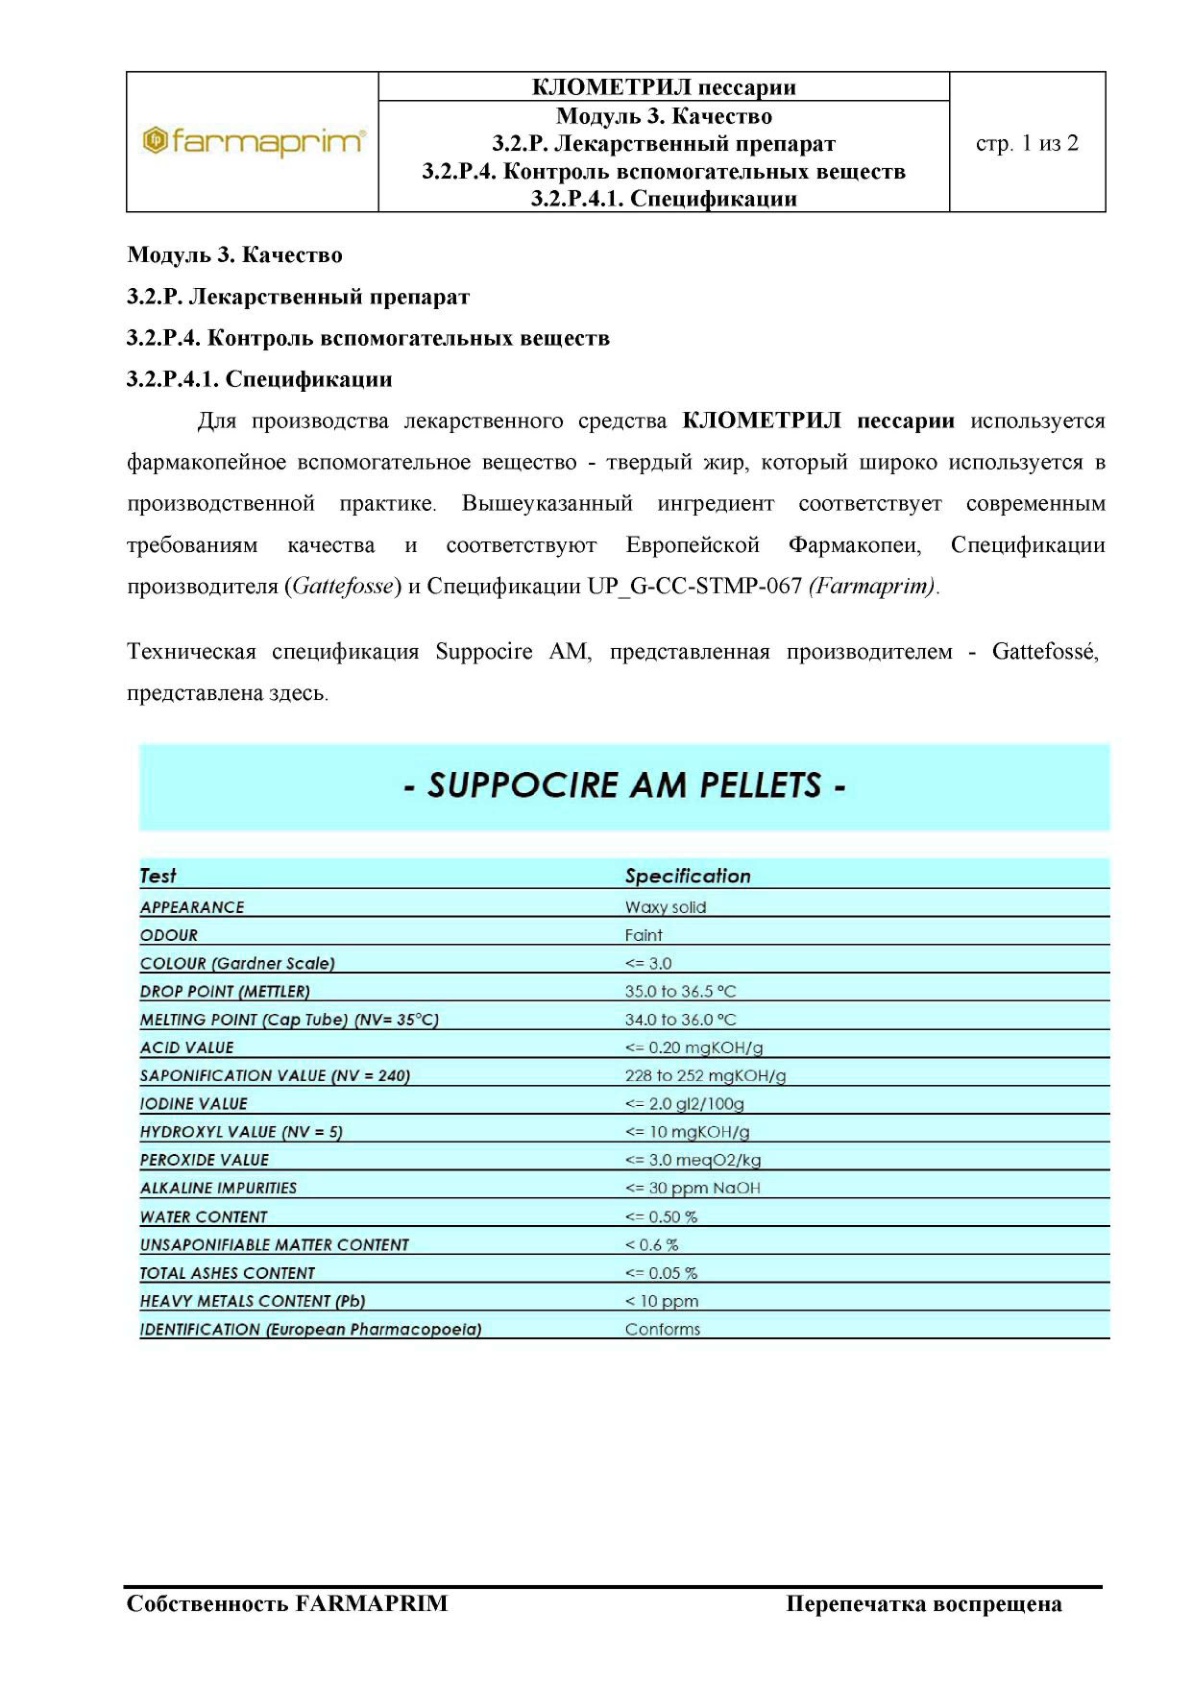 farmaprim®
КЛОМЕТРИЛ пессарии
Модуль 3. Качество
3.2.Р. Лекарственный препарат
3.2.Р.4. Контроль вспомогательных веществ
3.2.Р.4.1. Спецификации
стр. 1 из 2
Модуль 3. Качество
3.2.Р. Лекарственный препарат
3.2.Р.4. Контроль вспомогательных веществ
3.2.Р.4.1. Спецификации
Для производства лекарственного средства КЛОМЕТРИЛ пессарии используется
фармакопейное вспомогательное вещество - твердый жир, который широко используется в
производственной практике. Вышеуказанный ингредиент соответствует современным
требованиям качества и соответствуют Европейской Фармакопеи, Спецификации
производителя (Gattefosse) и Спецификации UP_G-CC-STMP-067 (Farmaprim).
Техническая спецификация Suppocire AM, представленная производителем - Gattefossé,
представлена здесь.
- SUPPOCIRE AM PELLETS -
Test Specification
APPEARANCE Waxy solid
ODOUR Faint
COLOUR (Gardner Scale) <= 3.0
DROP POINT (METTLER) 35.0 to 36.5 °C
MELTING POINT (Cap Tube) (NV= 35°C) 34.0 to 36.0 °C
ACID VALUE <= 0.20 mgKOH/g
SAPONIFICATION VALUE (NV = 240) 228 to 252 mgKOH/g
IODINE VALUE <= 2.0 gI2/100g
HYDROXYL VALUE (NV = 5) <= 10 mgKOH/g
PEROXIDE VALUE <= 3.0 meqO2/kg
ALKALINE IMPURITIES <= 30 ppm NaOH
WATER CONTENT <= 0.50 %
UNSAPONIFIABLE MATTER CONTENT < 0.6 %
TOTAL ASHES CONTENT <= 0.05 %
HEAVY METALS CONTENT (Pb) < 10 ppm
IDENTIFICATION (European Pharmacopoeia) Conforms
Собственность FARMAPRIM Перепечатка воспрещена